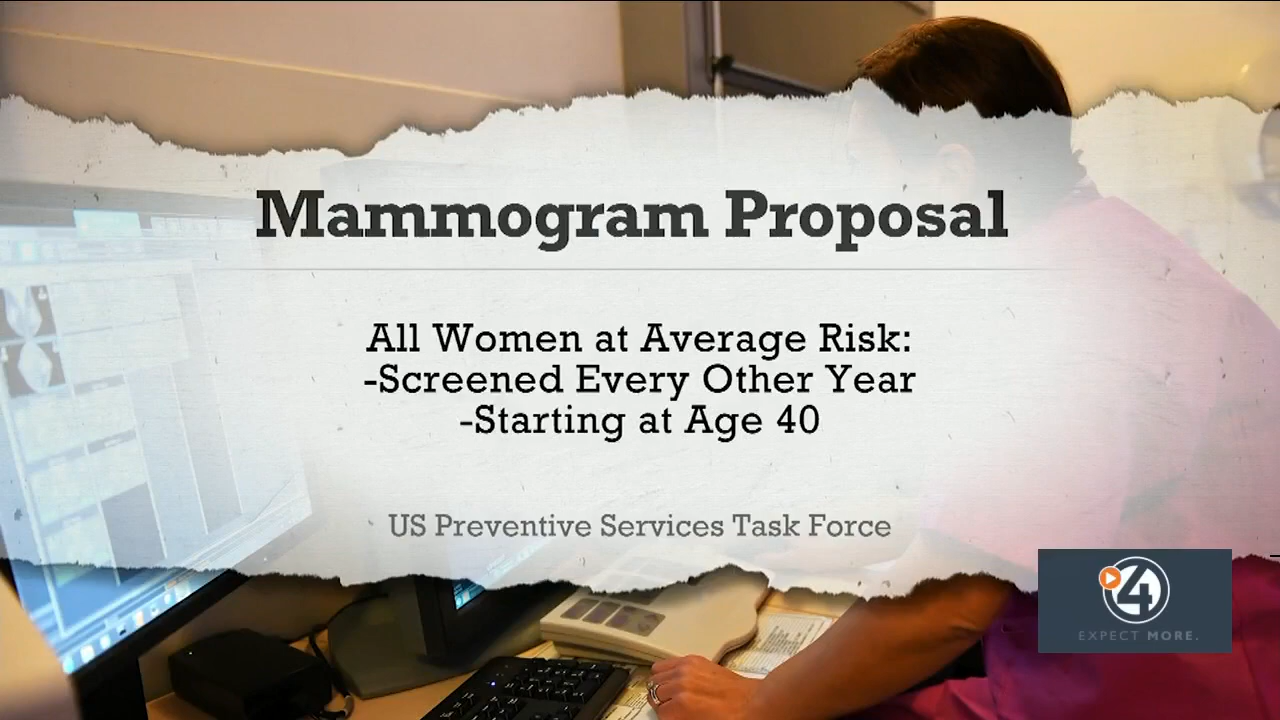 Mammogram Proposal
All Women at Average Risk:
-Screened Every Other Year
-Starting at Age 40
US Preventive Services Task Force
4
EXPECT MORE.